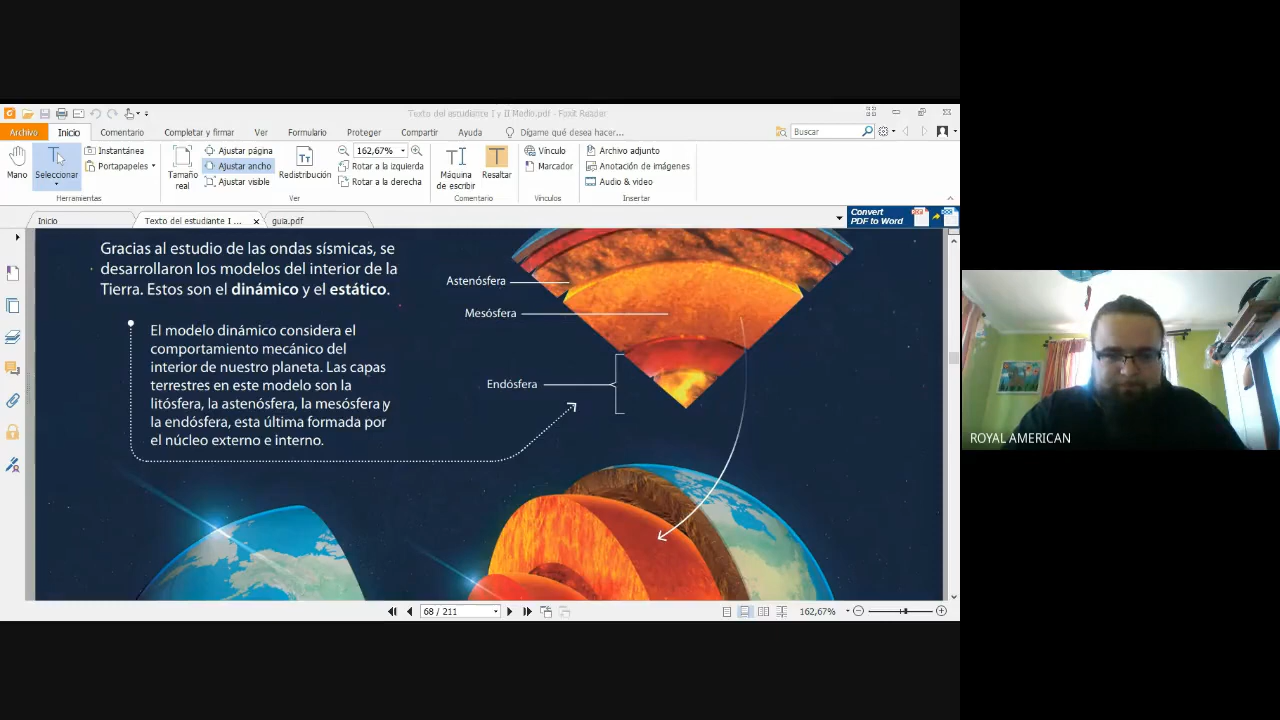 Texto del estudiante I y II Medio.pdf - Foxit Reader
Archivo
Inicio
Comentario
Completar y firmar
Ver
Formulario
Proteger
Compartir
Ayuda
Dígame qué desea hacer...
Buscar
Mano
Seleccionar
Instantánea
Portapapeles
Herramientas
Tamaño real
Ajustar página
Ajustar ancho
Ajustar visible
Redistribución
162,67%
Rotar a la izquierda
Rotar a la derecha
Ver
Máquina de escribir
Resaltar
Comentario
Vínculo
Marcador
Vínculos
Archivo adjunto
Anotación de imágenes
Audio & vídeo
Insertar
Inicio
Texto del estudiante I ...
guia.pdf
Convert
PDF to Word
Gracias al estudio de las ondas sísmicas, se
desarrollaron los modelos del interior de la
Tierra. Estos son el dinámico y el estático.
El modelo dinámico considera el
comportamiento mecánico del
interior de nuestro planeta. Las capas
terrestres en este modelo son la
litósfera, la astenósfera, la mesósfera y
la endósfera, esta última formada por
el núcleo externo e interno.
Astenósfera
Mesósfera
Endósfera
68 / 211
162,67%
ROYAL AMERICAN